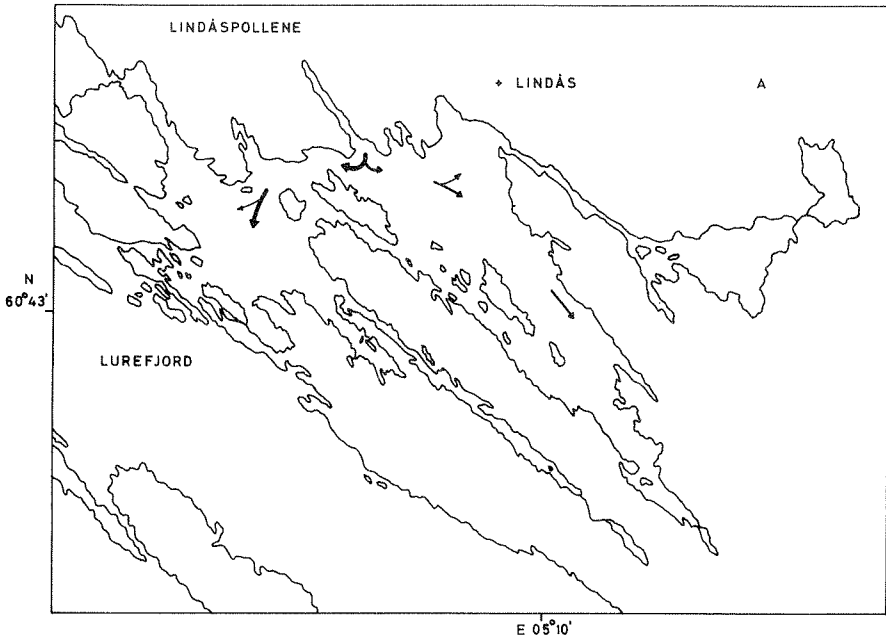 LINDÅSPOLLENE
+ LINDÅS
A
N
60°43'
LUREFJORD
E 05°10'